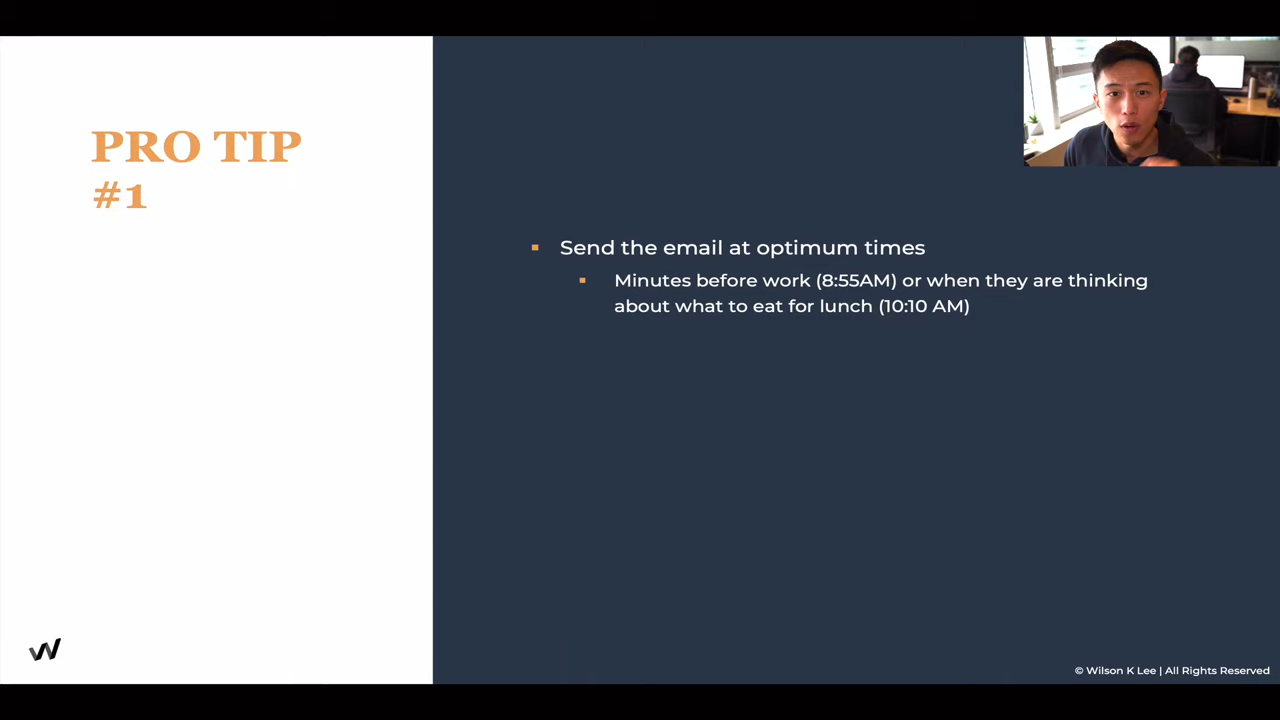 PRO TIP
#1
Send the email at optimum times
Minutes before work (8:55AM) or when they are thinking
about what to eat for lunch (10:10 AM)
© Wilson K Lee | All Rights Reserved